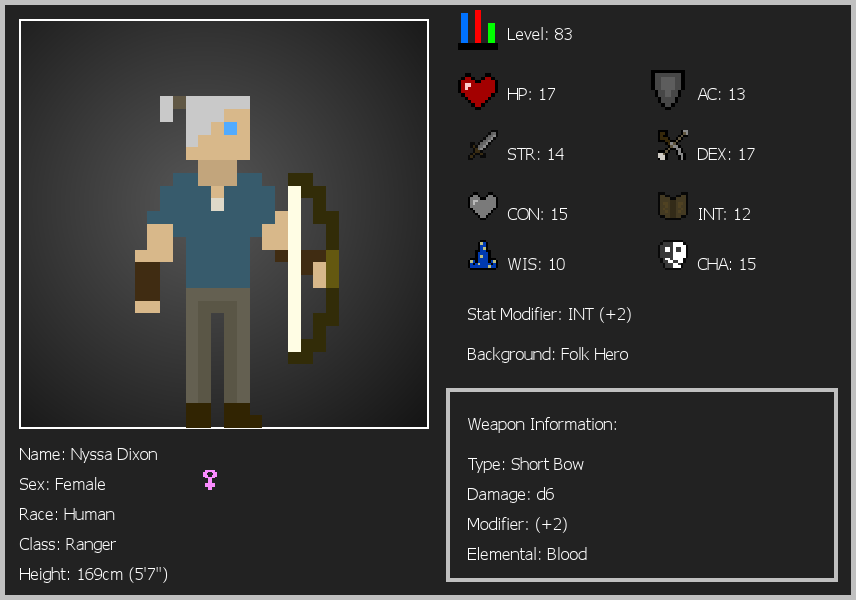 Level: 83
HP: 17
AC: 13
STR: 14
DEX: 17
CON: 15
INT: 12
WIS: 10
CHA: 15
Stat Modifier: INT (+2)
Background: Folk Hero
Weapon Information:
Type: Short Bow
Damage: d6
Modifier: (+2)
Elemental: Blood
Name: Nyssa Dixon
Sex: Female
Race: Human
Class: Ranger
Height: 169cm (5'7")